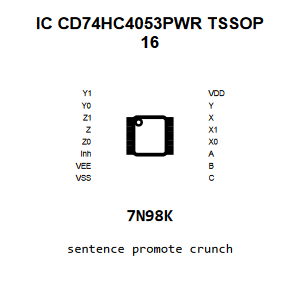 IC CD74HC4053PWR TSSOP
16
Y1 VDD
Y0 Y
Z1 X
Z X1
Z0 X0
Inh A
VEE B
VSS C
7N98K
sentence promote crunch